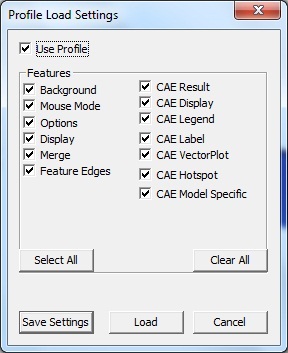 Profile Load Settings
Use Profile
Features
Background
Mouse Mode
Options
Display
Merge
Feature Edges
CAE Result
CAE Display
CAE Legend
CAE Label
CAE VectorPlot
CAE Hotspot
CAE Model Specific
Select All
Clear All
Save Settings
Load
Cancel